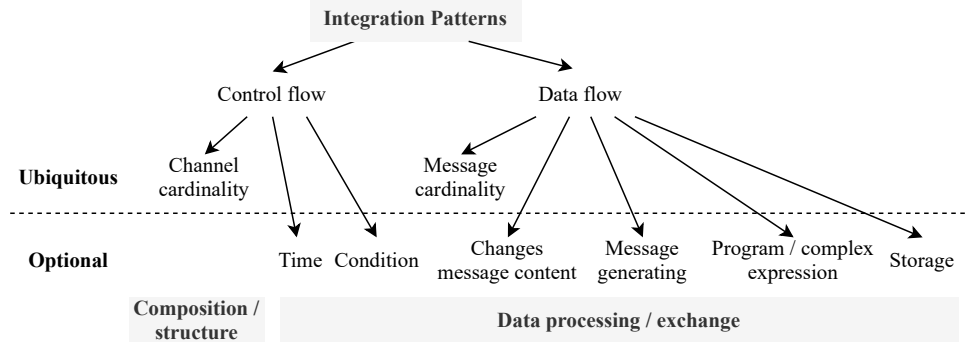 Integration Patterns
Control flow
Data flow
Ubiquitous
Channel
cardinality
Message
cardinality
Optional
Time
Condition
Changes
message content
Message
generating
Program / complex
expression
Storage
Composition /
structure
Data processing / exchange